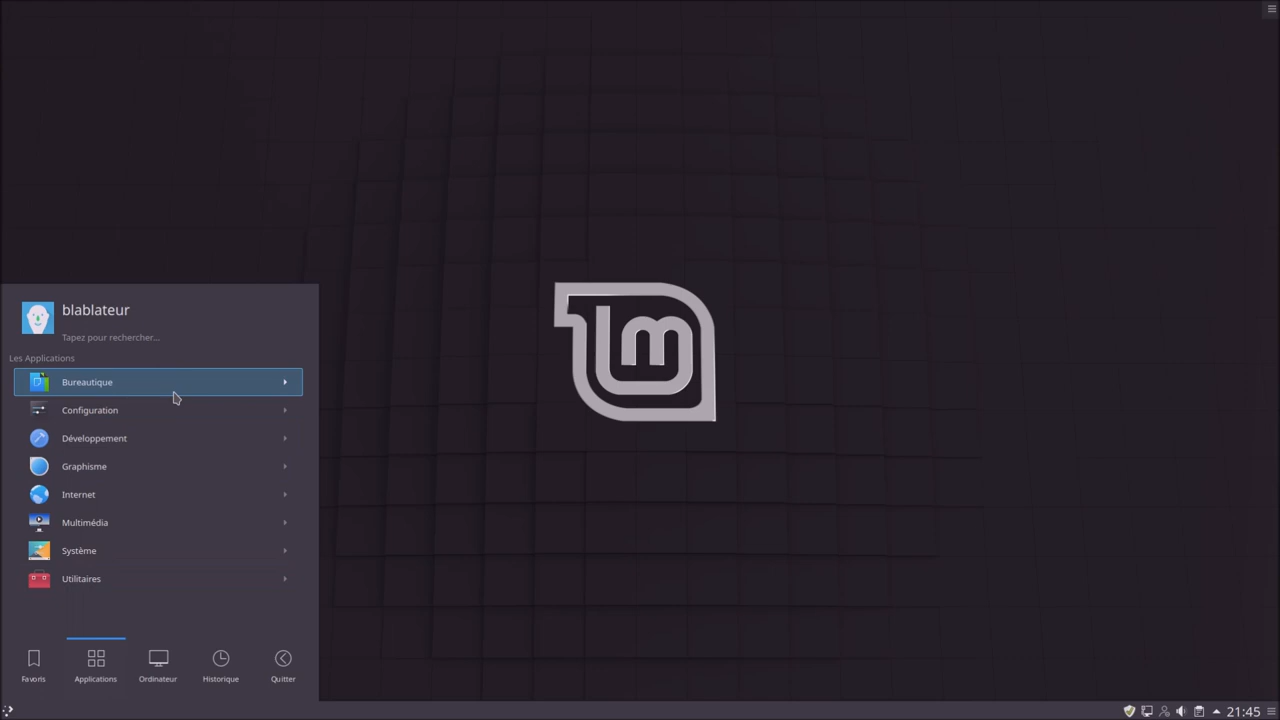 blablateur
Tapez pour rechercher...
Les Applications
Bureautique
Configuration
Développement
Graphisme
Internet
Multimédia
Système
Utilitaires
Favoris
Applications
Ordinateur
Historique
Quitter
lm
21:45